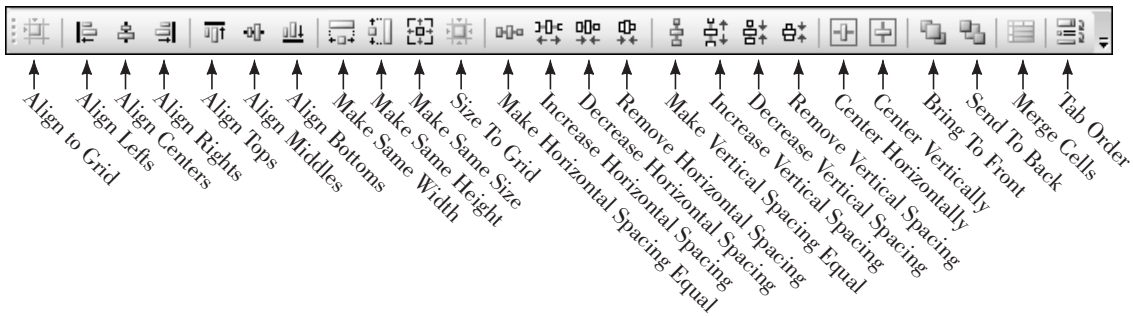 Align to Grid
Align Lefts
Align Centers
Align Rights
Align Tops
Align Middles
Align Bottoms
Make Same Width
Make Same Height
Make Same Size
Size To Grid
Make Horizontal Spacing Equal
Increase Horizontal Spacing
Decrease Horizontal Spacing
Remove Horizontal Spacing
Make Vertical Spacing Equal
Increase Vertical Spacing
Decrease Vertical Spacing
Remove Vertical Spacing
Center Horizontally
Center Vertically
Bring To Front
Send To Back
Merge Cells
Tab Order